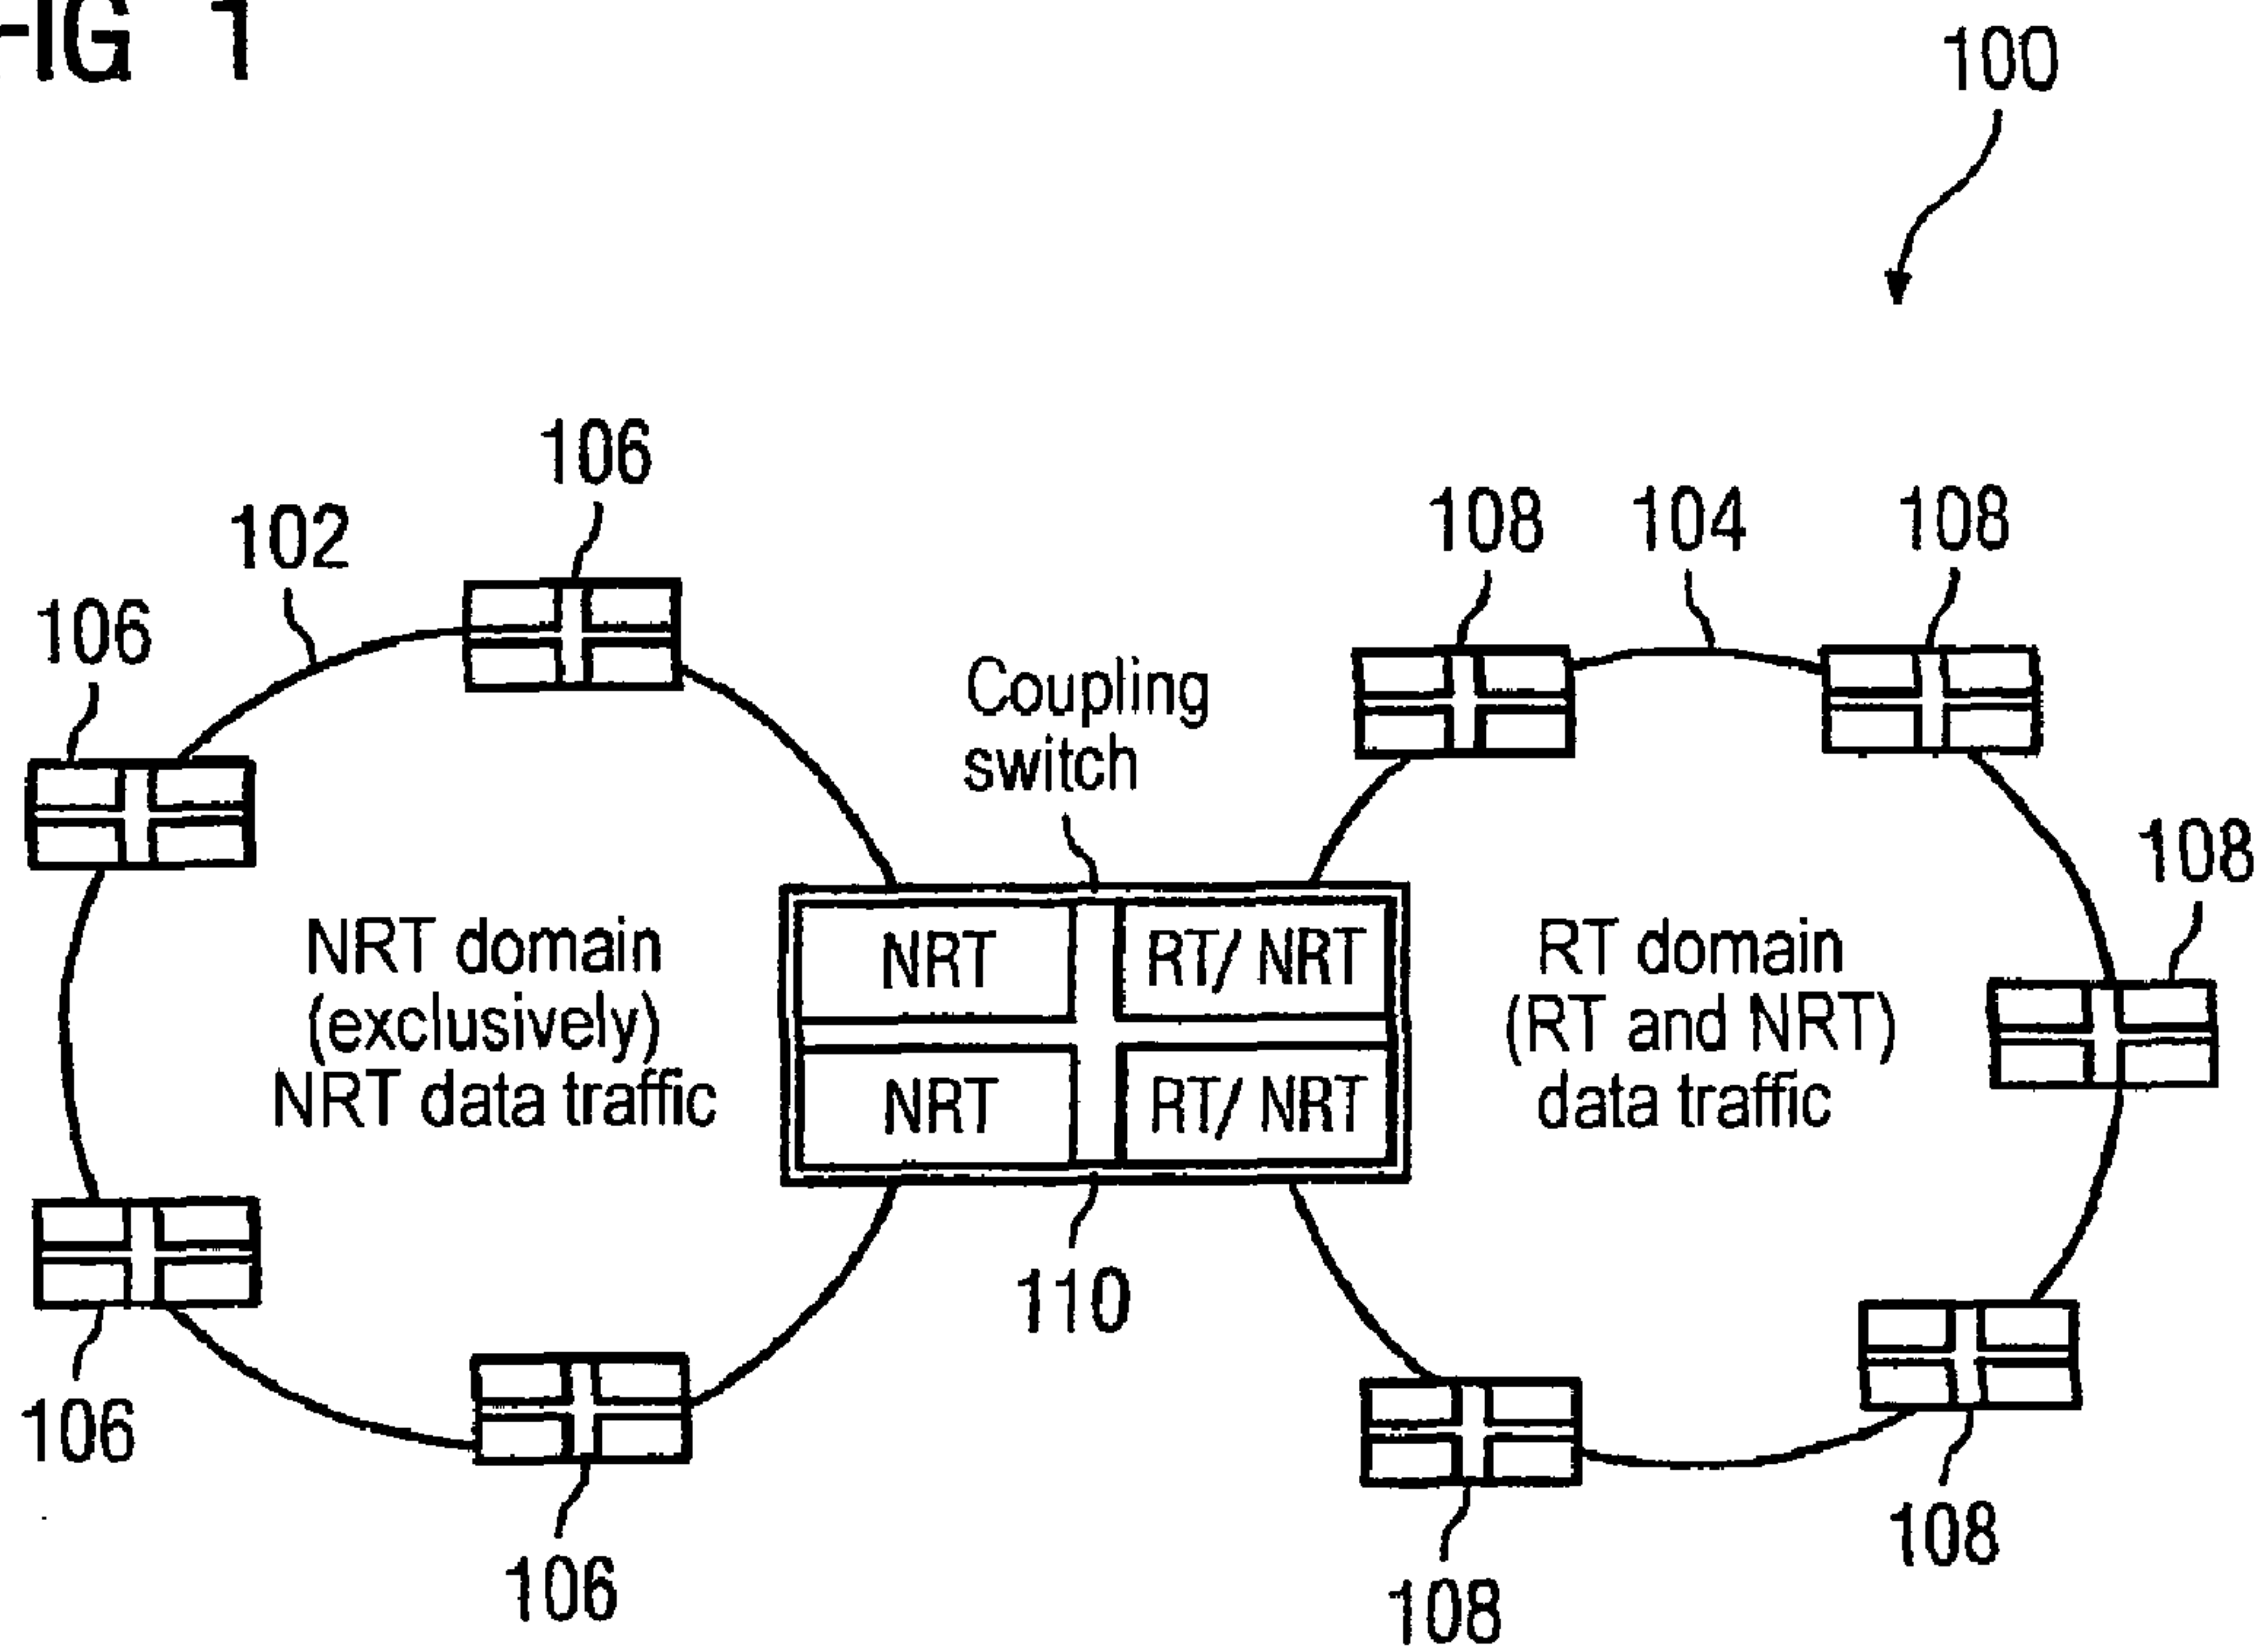 FIG 1
100
106
102
106
108
104
108
Coupling
switch
108
NRT domain
(exclusively)
NRT data traffic
NRT
RT/ NRT
NRT
RT/ NRT
RT domain
(RT and NRT)
data traffic
110
106
106
108
108